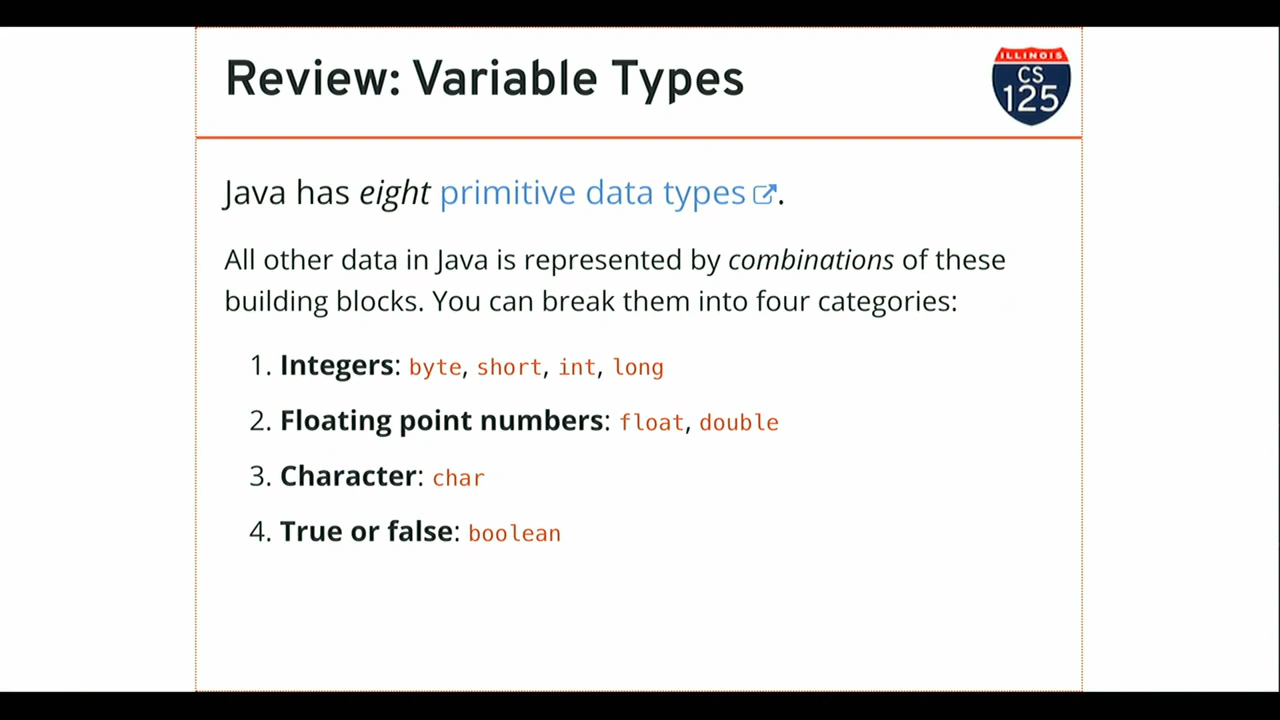 Review: Variable Types
ILLINOIS
CS
125
Java has eight primitive data types.
All other data in Java is represented by combinations of these
building blocks. You can break them into four categories:
1. Integers: byte, short, int, long
2. Floating point numbers: float, double
3. Character: char
4. True or false: boolean